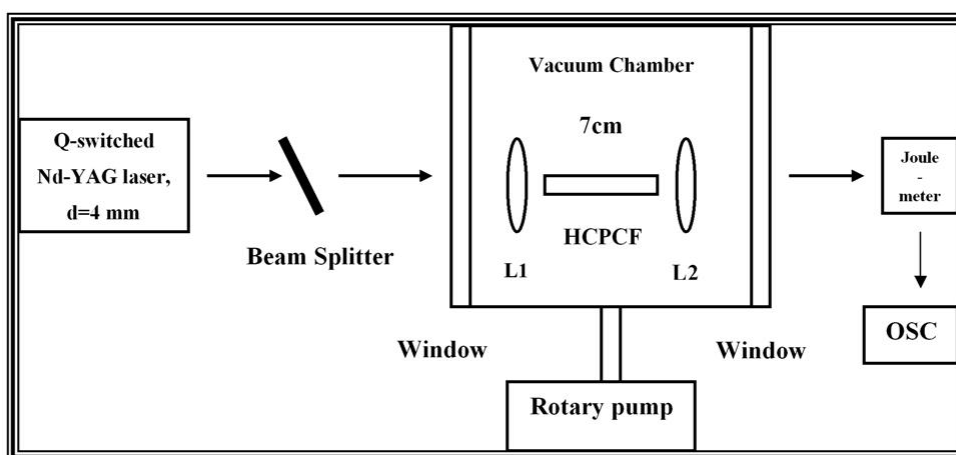 Vacuum Chamber
7cm
Q-switched
Nd-YAG laser,
d=4 mm
Joule
-
meter
HCPCF
Beam Splitter
L1
L2
OSC
Window
Window
Rotary pump